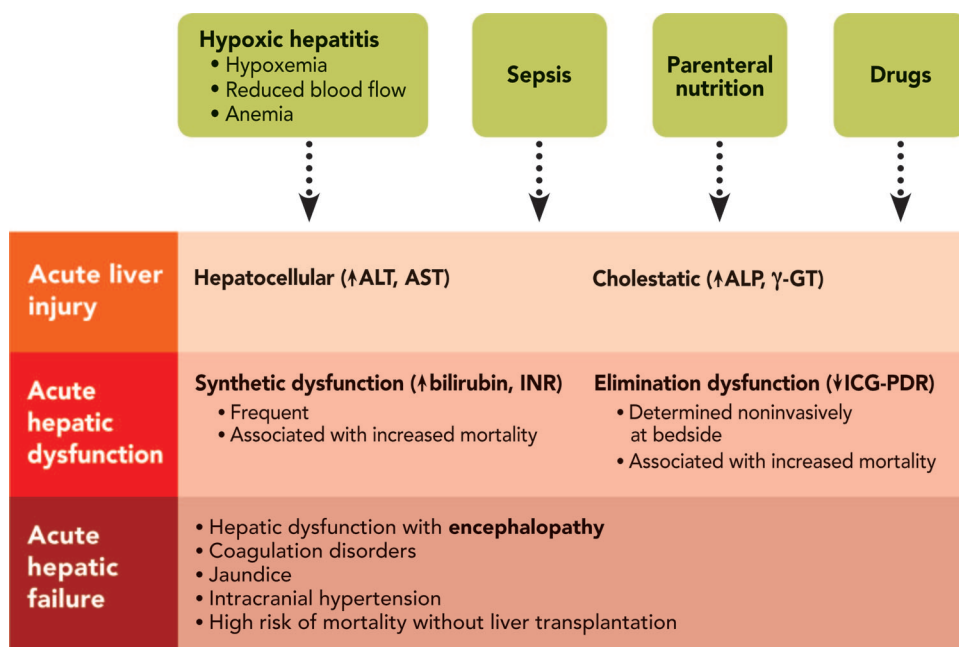 Hypoxic hepatitis
• Hypoxemia
• Reduced blood flow
• Anemia
Sepsis
Parenteral
nutrition
Drugs
Acute liver
injury
Hepatocellular (↑ALT, AST)
Cholestatic (↑ALP, γ-GT)
Acute
hepatic
dysfunction
Synthetic dysfunction (↑bilirubin, INR)
• Frequent
• Associated with increased mortality
Elimination dysfunction (↓ICG-PDR)
• Determined noninvasively
at bedside
• Associated with increased mortality
Acute
hepatic
failure
• Hepatic dysfunction with encephalopathy
• Coagulation disorders
• Jaundice
• Intracranial hypertension
• High risk of mortality without liver transplantation